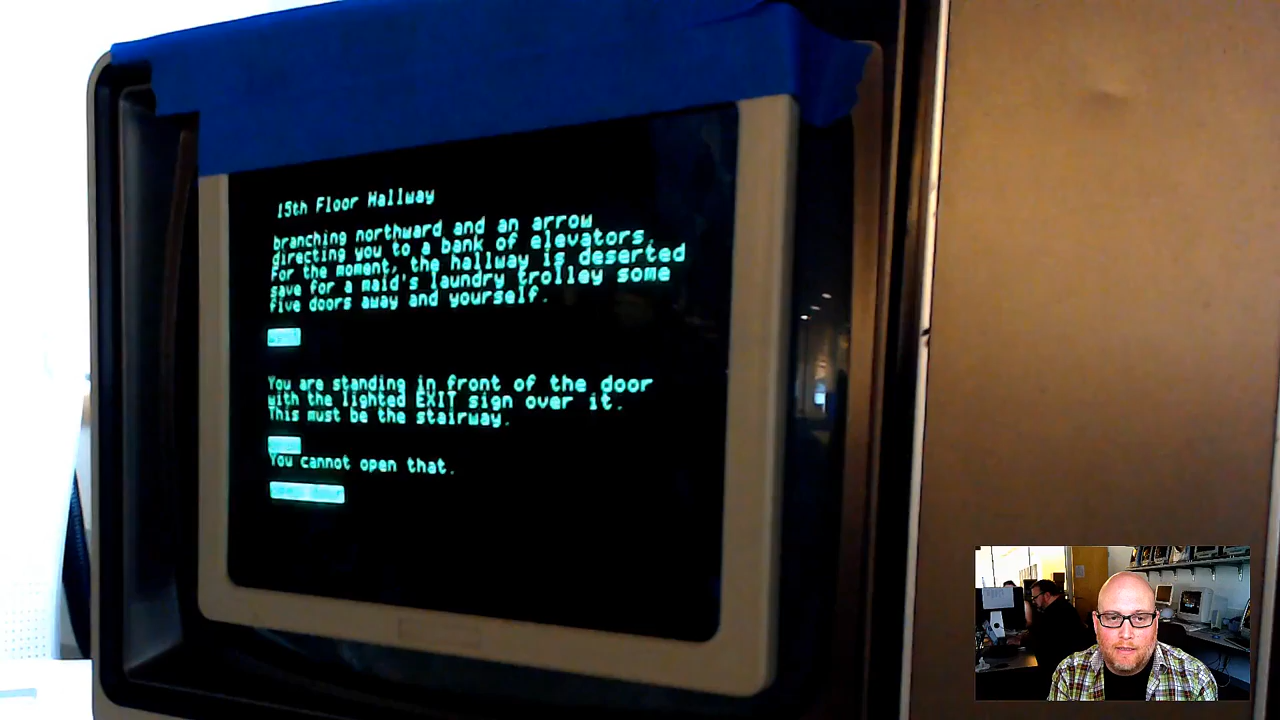 15th Floor Hallway
branching northward and an arrow
directing you to a bank of elevators.
For the moment, the hallway is deserted
save for a maid's laundry trolley some
five doors away and yourself.
You are standing in front of the door
with the lighted EXIT sign over it.
This must be the stairway.
You cannot open that.